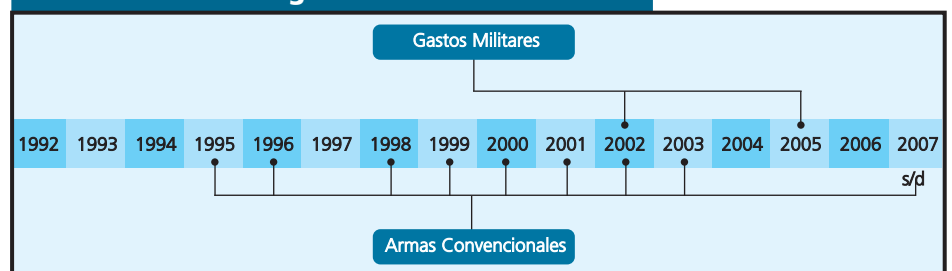 Gastos Militares
1992 1993 1994 1995 1996 1997 1998 1999 2000 2001 2002 2003 2004 2005 2006 2007
s/d
Armas Convencionales